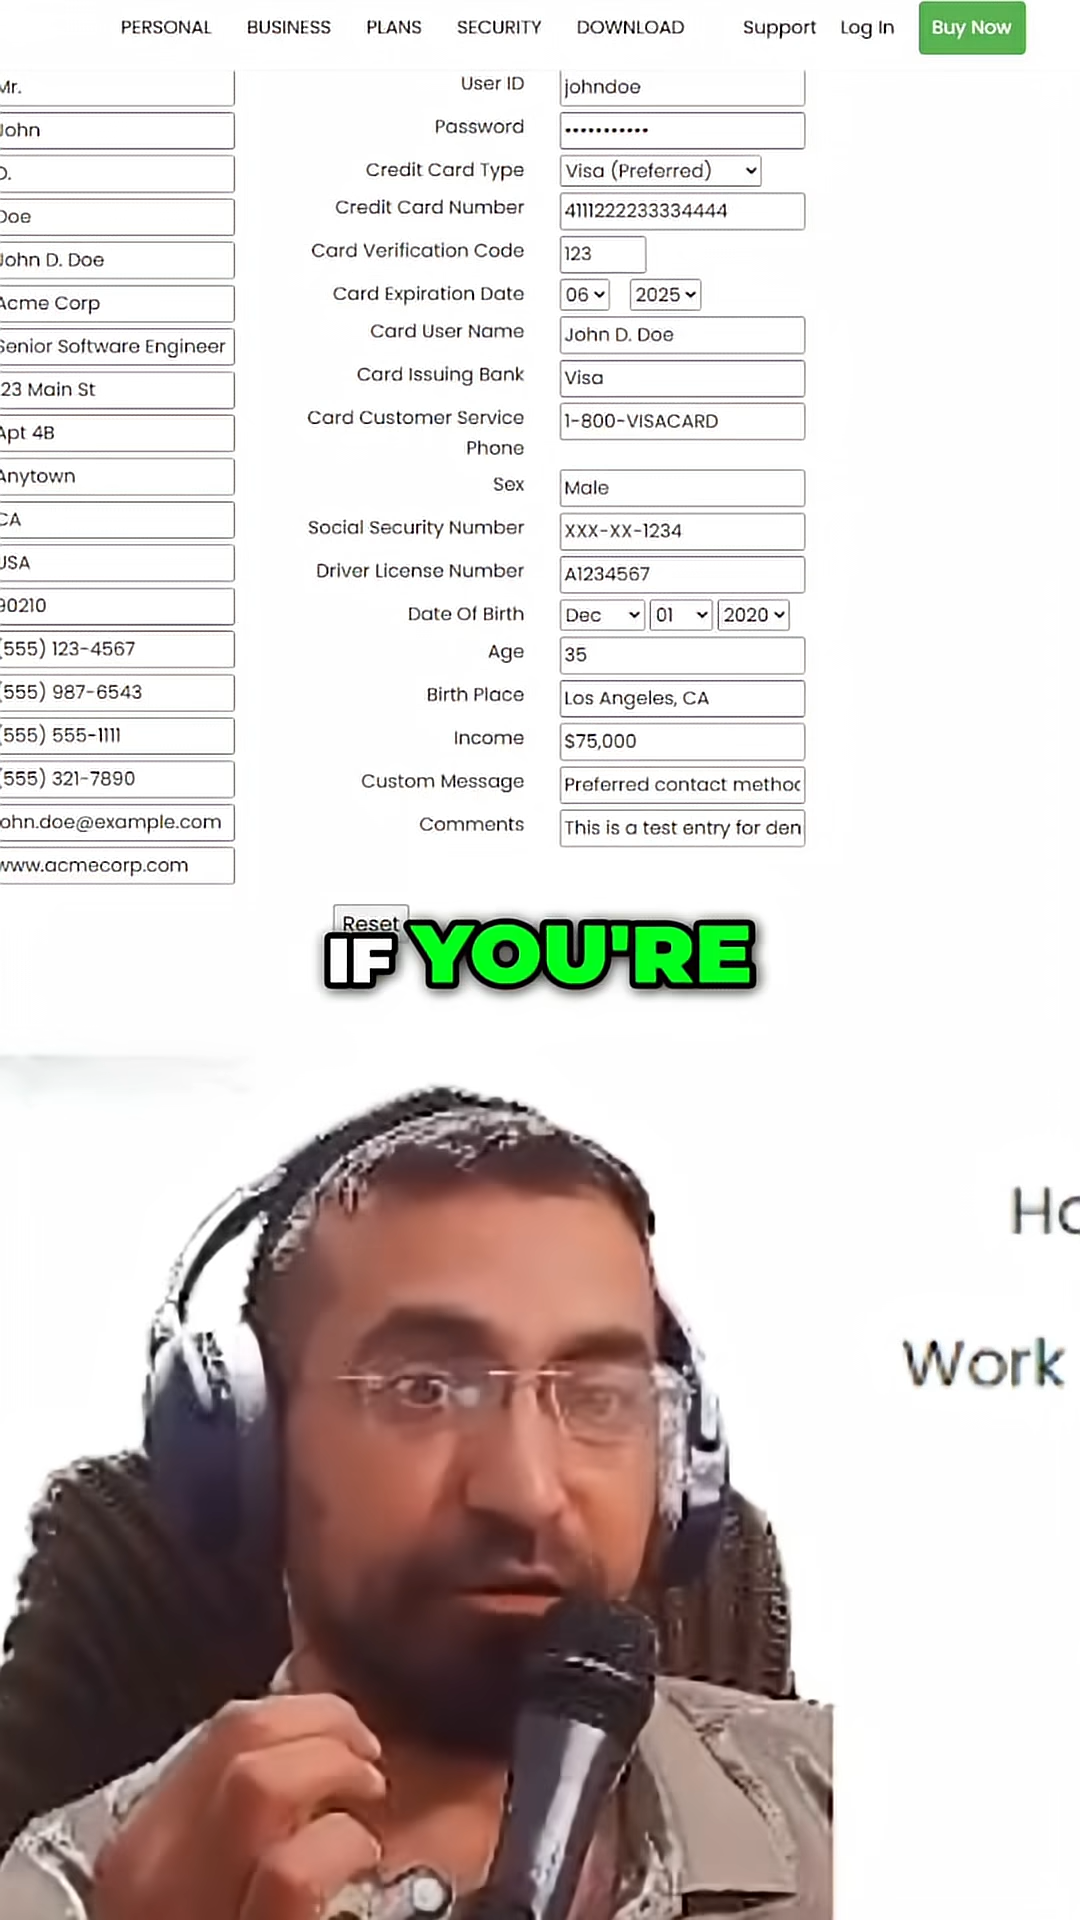 PERSONAL BUSINESS PLANS SECURITY DOWNLOAD Support Log In Buy Now
Mr.
John
D.
Doe
John D. Doe
Acme Corp
Senior Software Engineer
23 Main St
Apt 4B
Anytown
CA
USA
90210
(555) 123-4567
(555) 987-6543
(555) 555-1111
(555) 321-7890
john.doe@example.com
www.acmecorp.com
User ID johndoe
Password •••••••••••
Credit Card Type Visa (Preferred)
Credit Card Number 4111222233334444
Card Verification Code 123
Card Expiration Date 06 2025
Card User Name John D. Doe
Card Issuing Bank Visa
Card Customer Service 1-800-VISACARD
Phone
Sex Male
Social Security Number XXX-XX-1234
Driver License Number A1234567
Date Of Birth Dec 01 2020
Age 35
Birth Place Los Angeles, CA
Income $75,000
Custom Message Preferred contact method
Comments This is a test entry for den
Reset
IF YOU'RE
Ho
Work